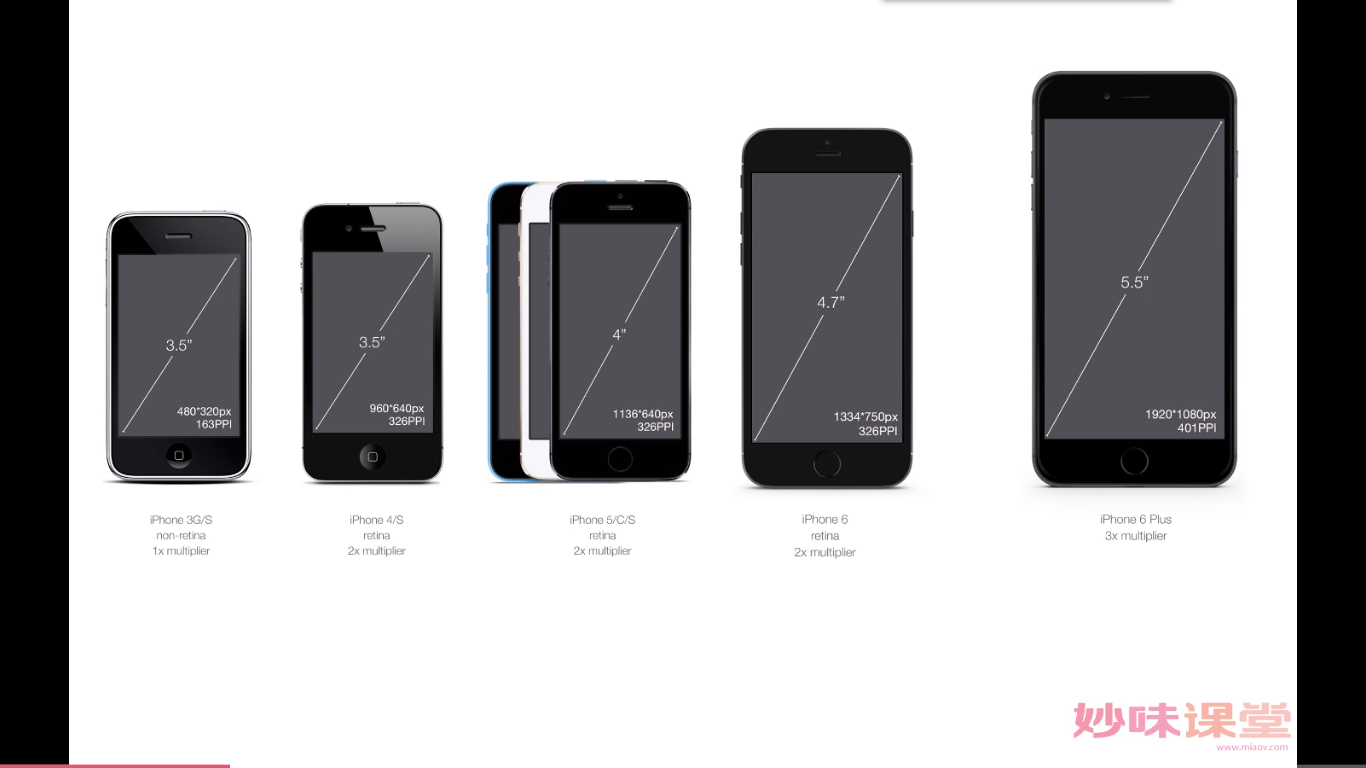 3.5”
480*320px
163PPI
iPhone 3G/S
non-retina
1x multiplier
3.5”
960*640px
326PPI
iPhone 4/S
retina
2x multiplier
4”
1136*640px
326PPI
iPhone 5/C/S
retina
2x multiplier
4.7”
1334*750px
326PPI
iPhone 6
retina
2x multiplier
5.5”
1920*1080px
401PPI
iPhone 6 Plus
3x multiplier
妙味课堂
www.miaov.com